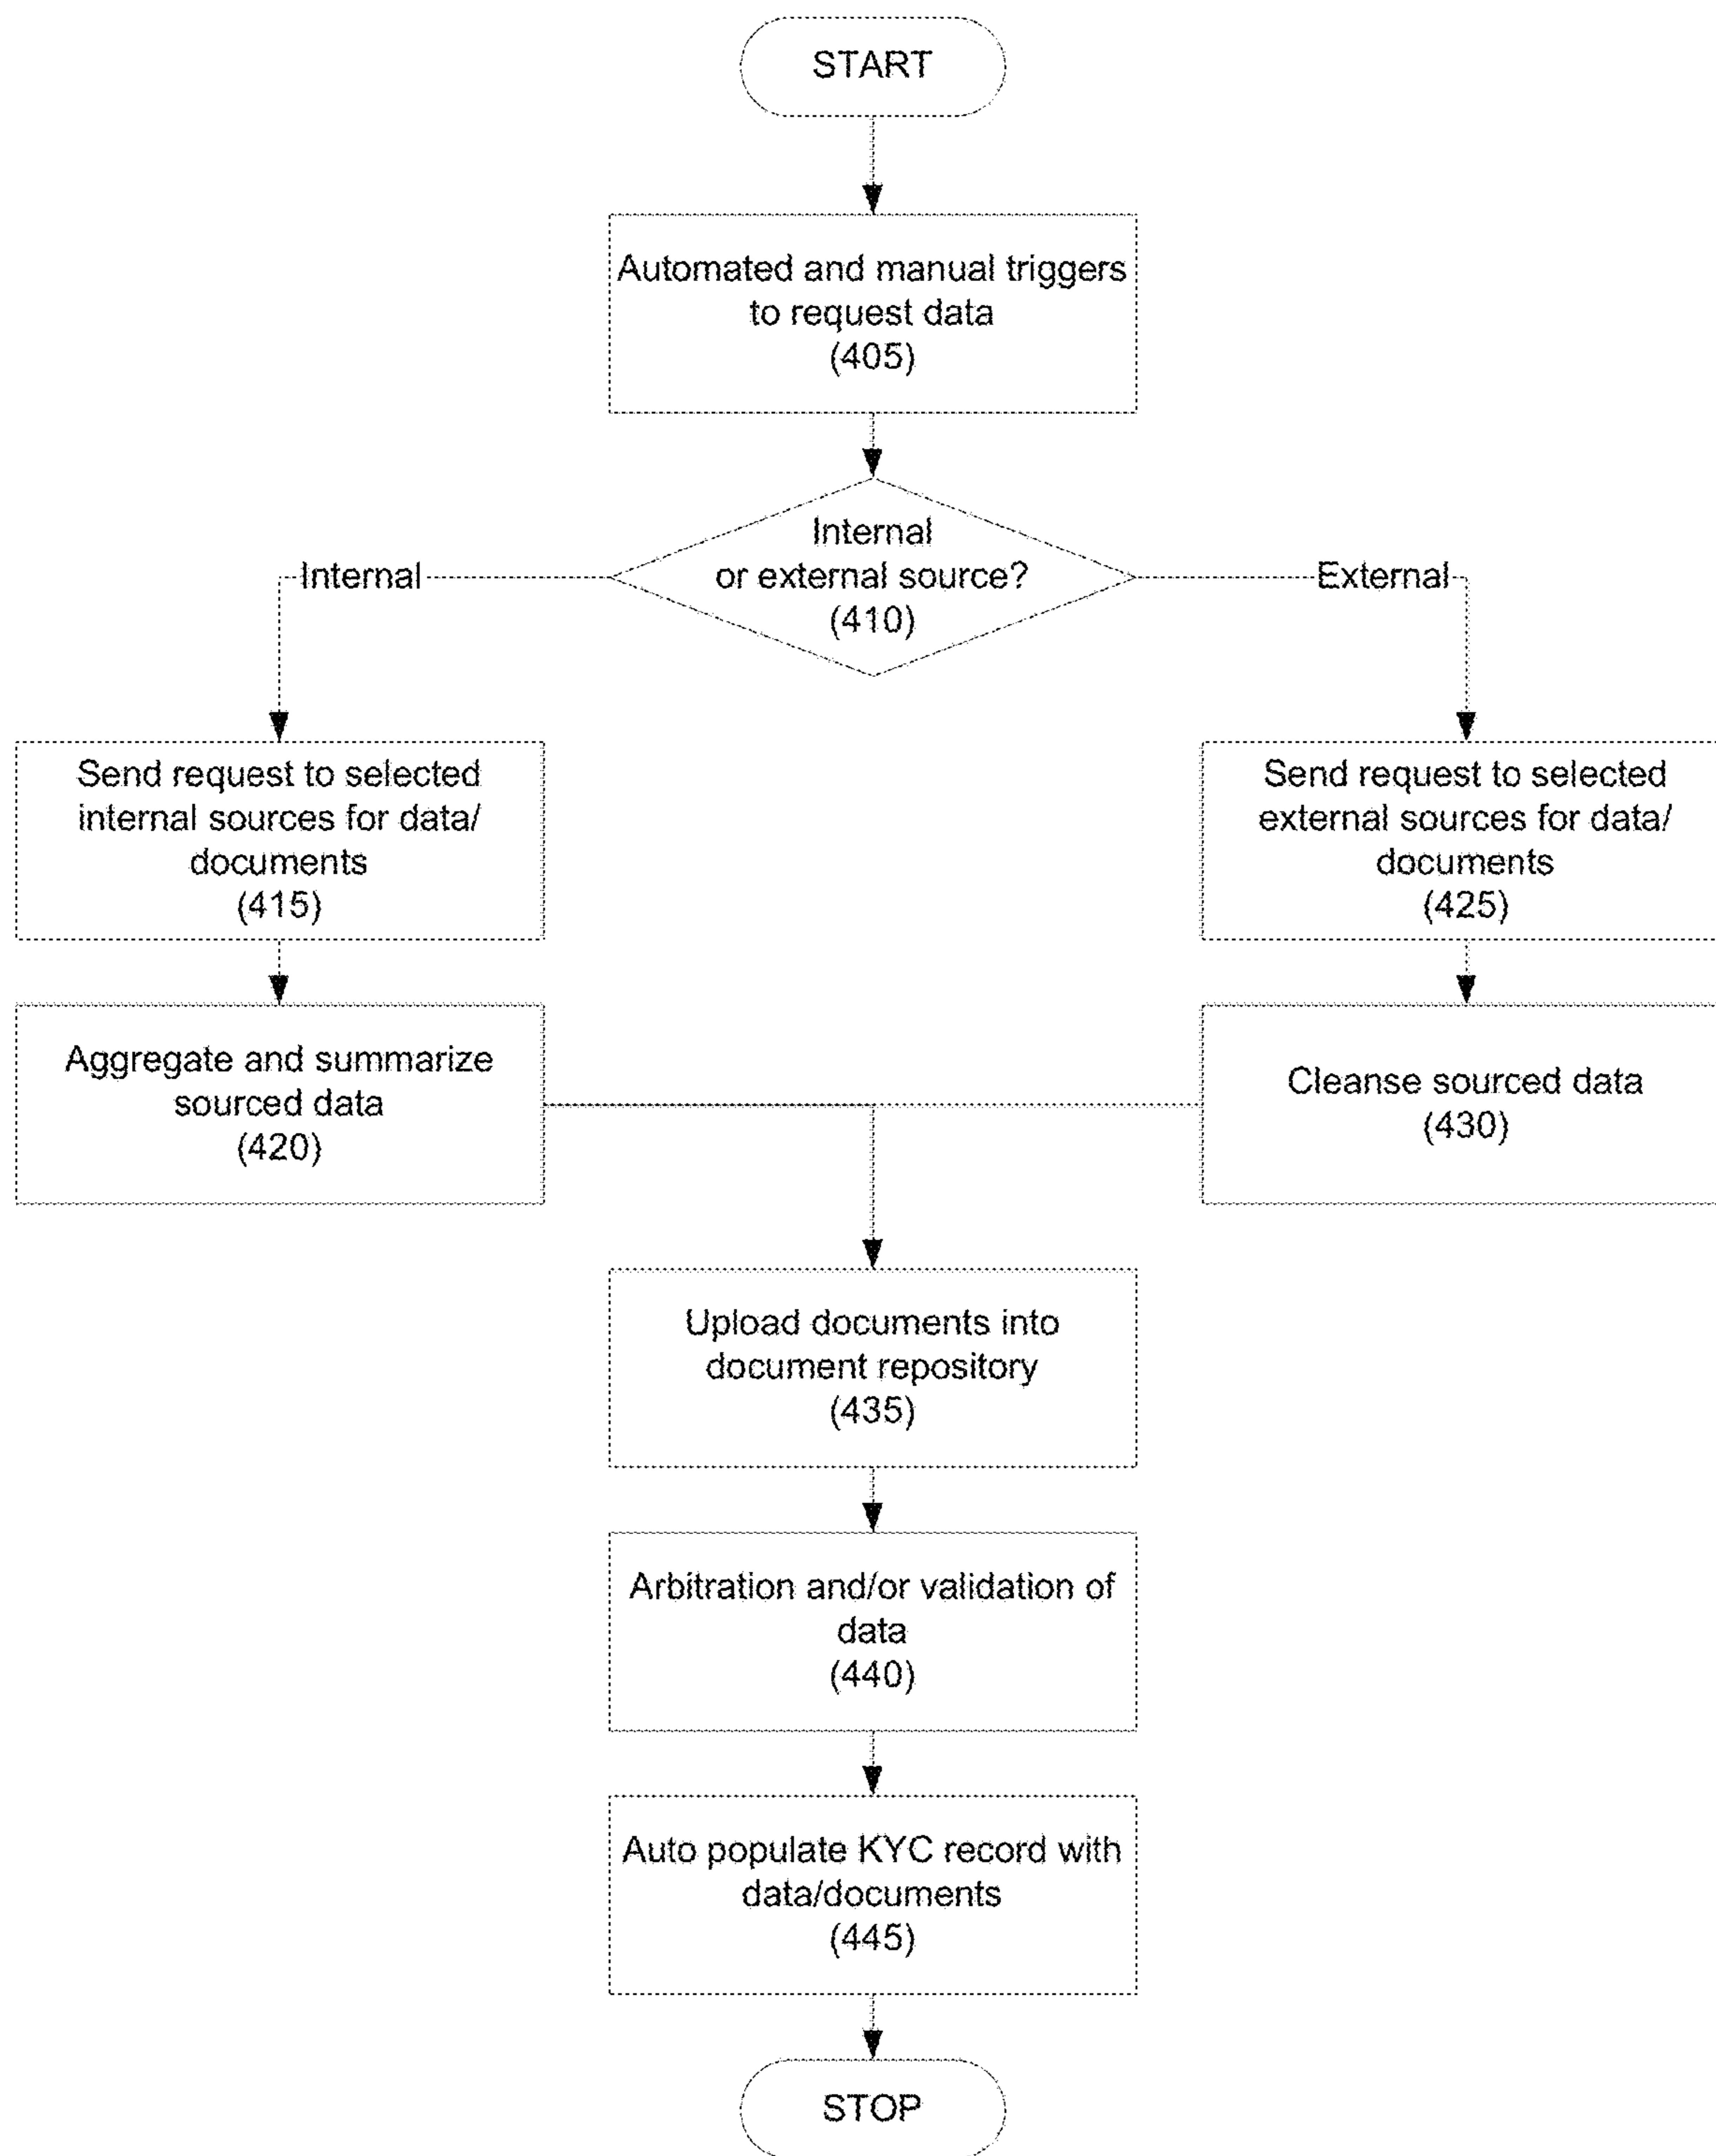 START
Automated and manual triggers
to request data
(405)
Internal
or external source?
(410)
Internal
External
Send request to selected
internal sources for data/
documents
(415)
Send request to selected
external sources for data/
documents
(425)
Aggregate and summarize
sourced data
(420)
Cleanse sourced data
(430)
Upload documents into
document repository
(435)
Arbitration and/or validation of
data
(440)
Auto populate KYC record with
data/documents
(445)
STOP